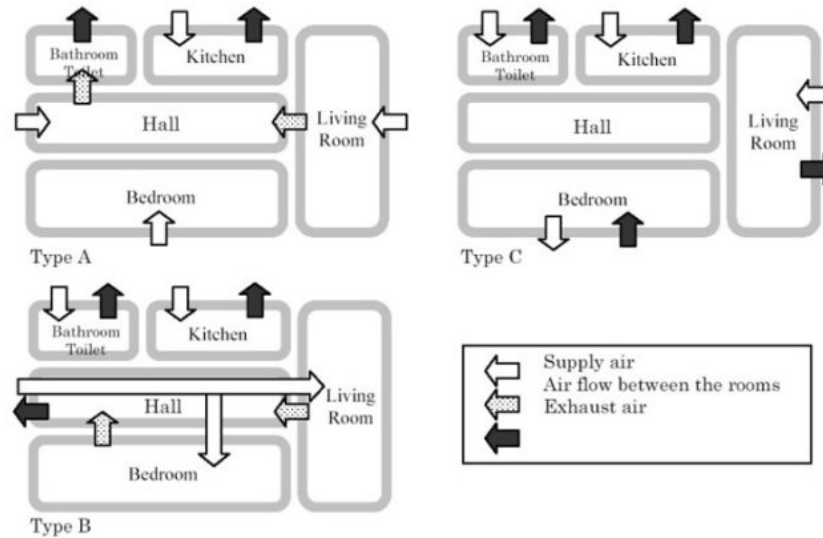 Bathroom
Toilet
Kitchen
Hall
Living
Room
Bedroom
Type A
Bathroom
Toilet
Kitchen
Hall
Living
Room
Bedroom
Type C
Bathroom
Toilet
Kitchen
Hall
Living
Room
Bedroom
Type B
Supply air
Air flow between the rooms
Exhaust air